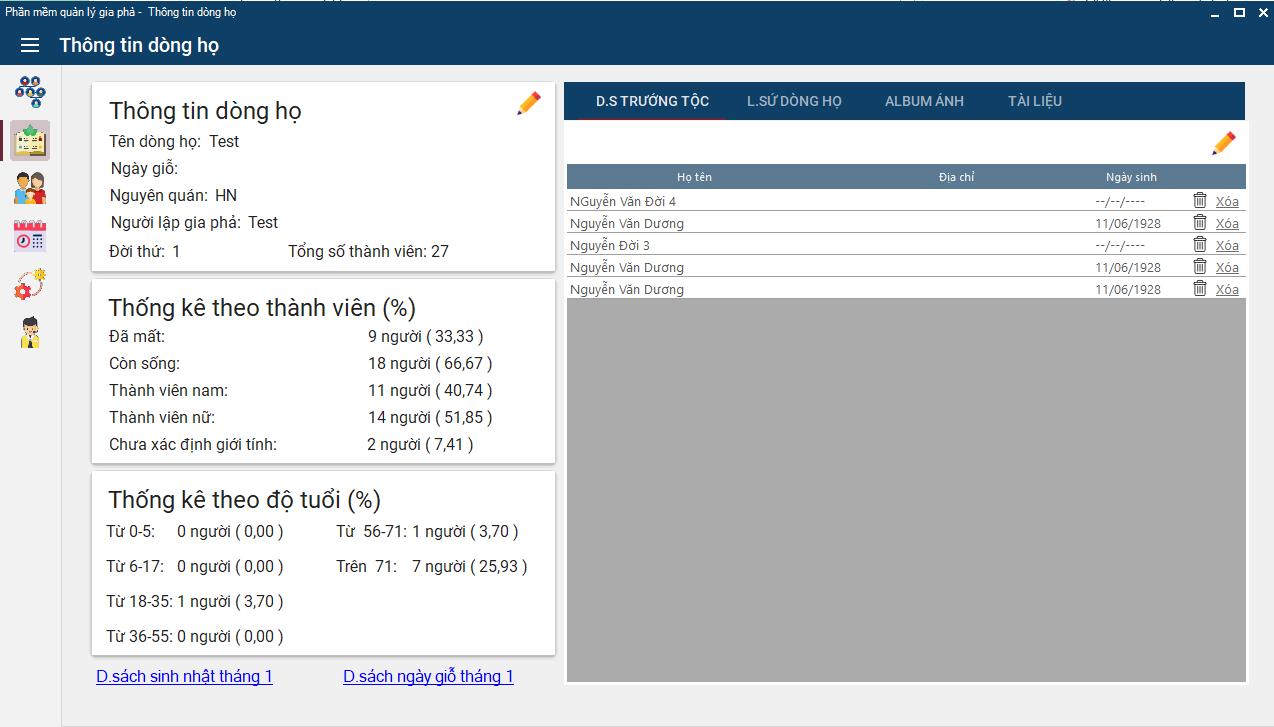 Phần mềm quản lý gia phả - Thông tin dòng họ
Thông tin dòng họ
Thông tin dòng họ
Tên dòng họ: Test
Ngày giỗ:
Nguyên quán: HN
Người lập gia phả: Test
Đời thứ: 1 Tổng số thành viên: 27
Thống kê theo thành viên (%)
Đã mất: 9 người ( 33,33 )
Còn sống: 18 người ( 66,67 )
Thành viên nam: 11 người ( 40,74 )
Thành viên nữ: 14 người ( 51,85 )
Chưa xác định giới tính: 2 người ( 7,41 )
Thống kê theo độ tuổi (%)
Từ 0-5: 0 người ( 0,00 ) Từ 56-71: 1 người ( 3,70 )
Từ 6-17: 0 người ( 0,00 ) Trên 71: 7 người ( 25,93 )
Từ 18-35: 1 người ( 3,70 )
Từ 36-55: 0 người ( 0,00 )
D.sách sinh nhật tháng 1 D.sách ngày giỗ tháng 1
D.S TRƯỞNG TỘC L.SỬ DÒNG HỌ ALBUM ẢNH TÀI LIỆU
Họ tên Địa chỉ Ngày sinh
NGuyễn Văn Đời 4 --/--/---- Xóa
Nguyễn Văn Dương 11/06/1928 Xóa
Nguyễn Đời 3 --/--/---- Xóa
Nguyễn Văn Dương 11/06/1928 Xóa
Nguyễn Văn Dương 11/06/1928 Xóa